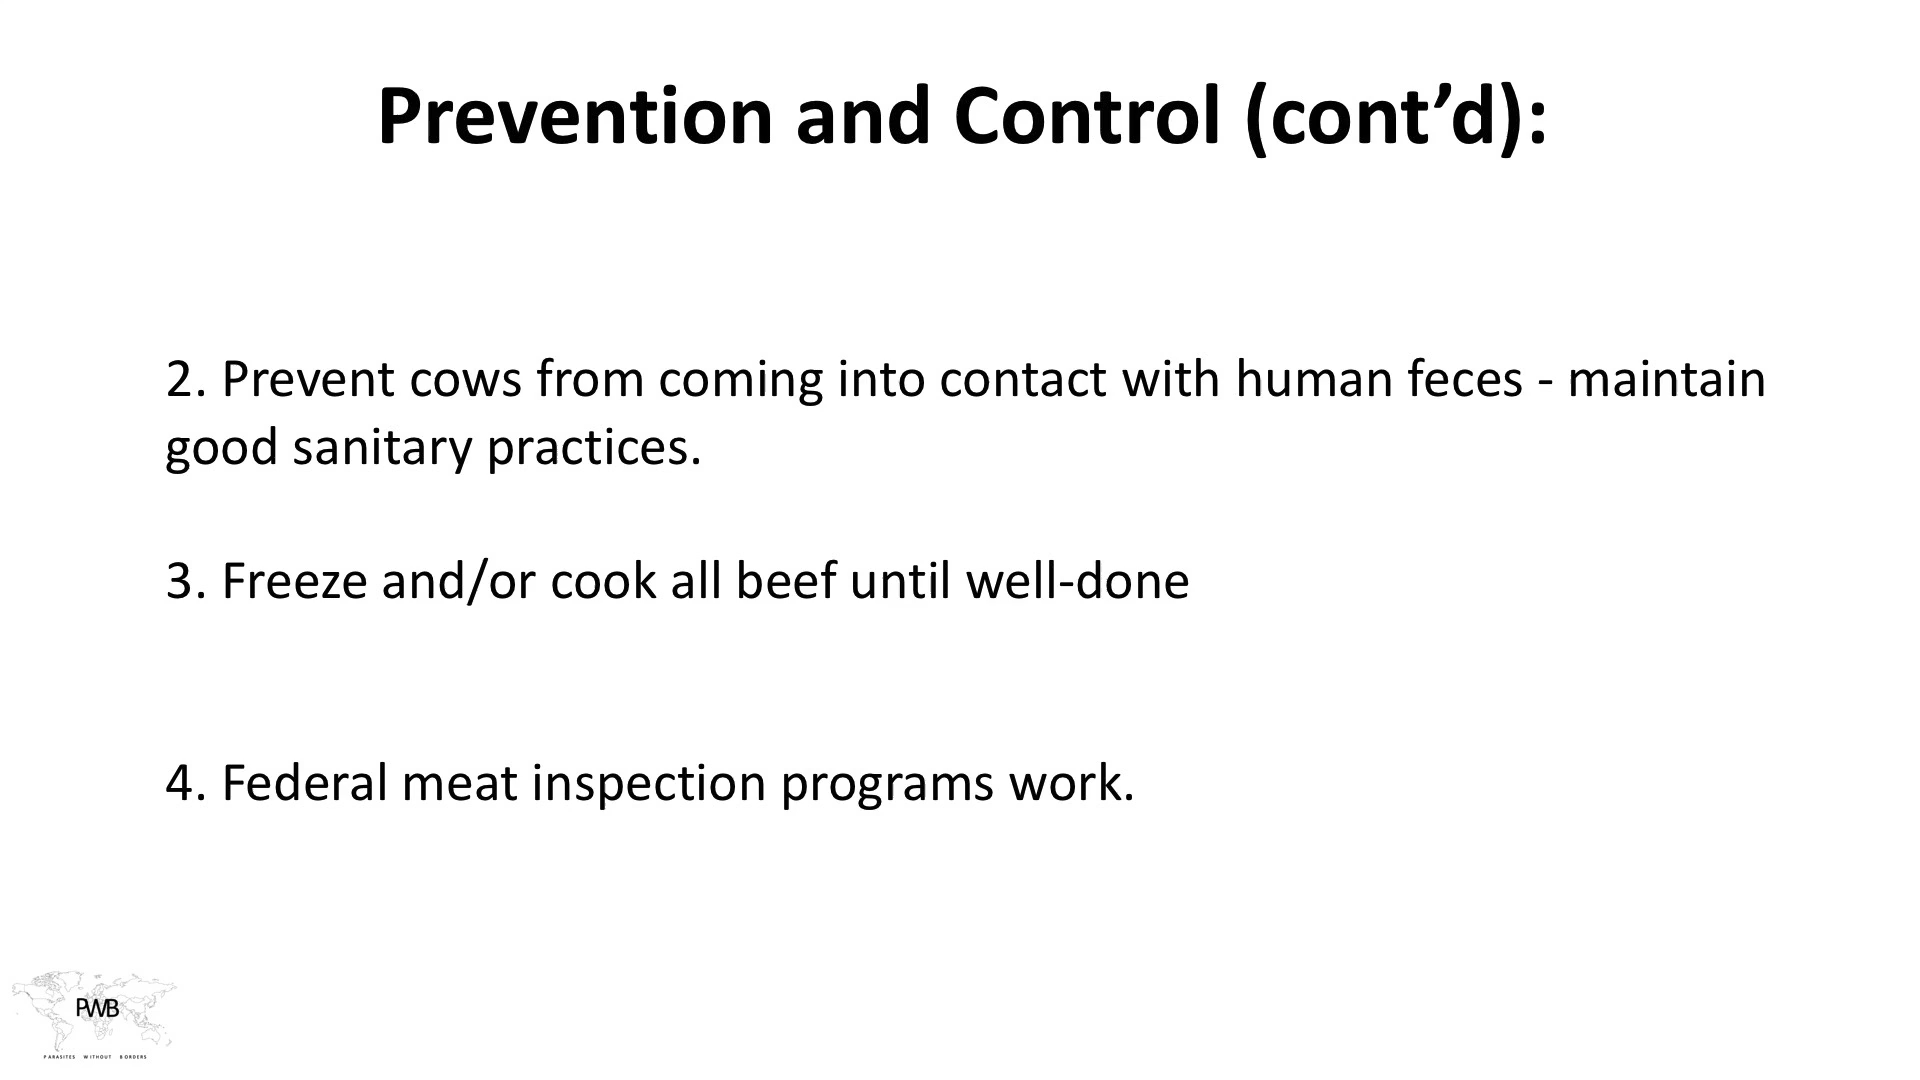 Prevention and Control (cont’d):
2. Prevent cows from coming into contact with human feces - maintain
good sanitary practices.
3. Freeze and/or cook all beef until well-done
4. Federal meat inspection programs work.
PWB
PARASITES WITHOUT BORDERS